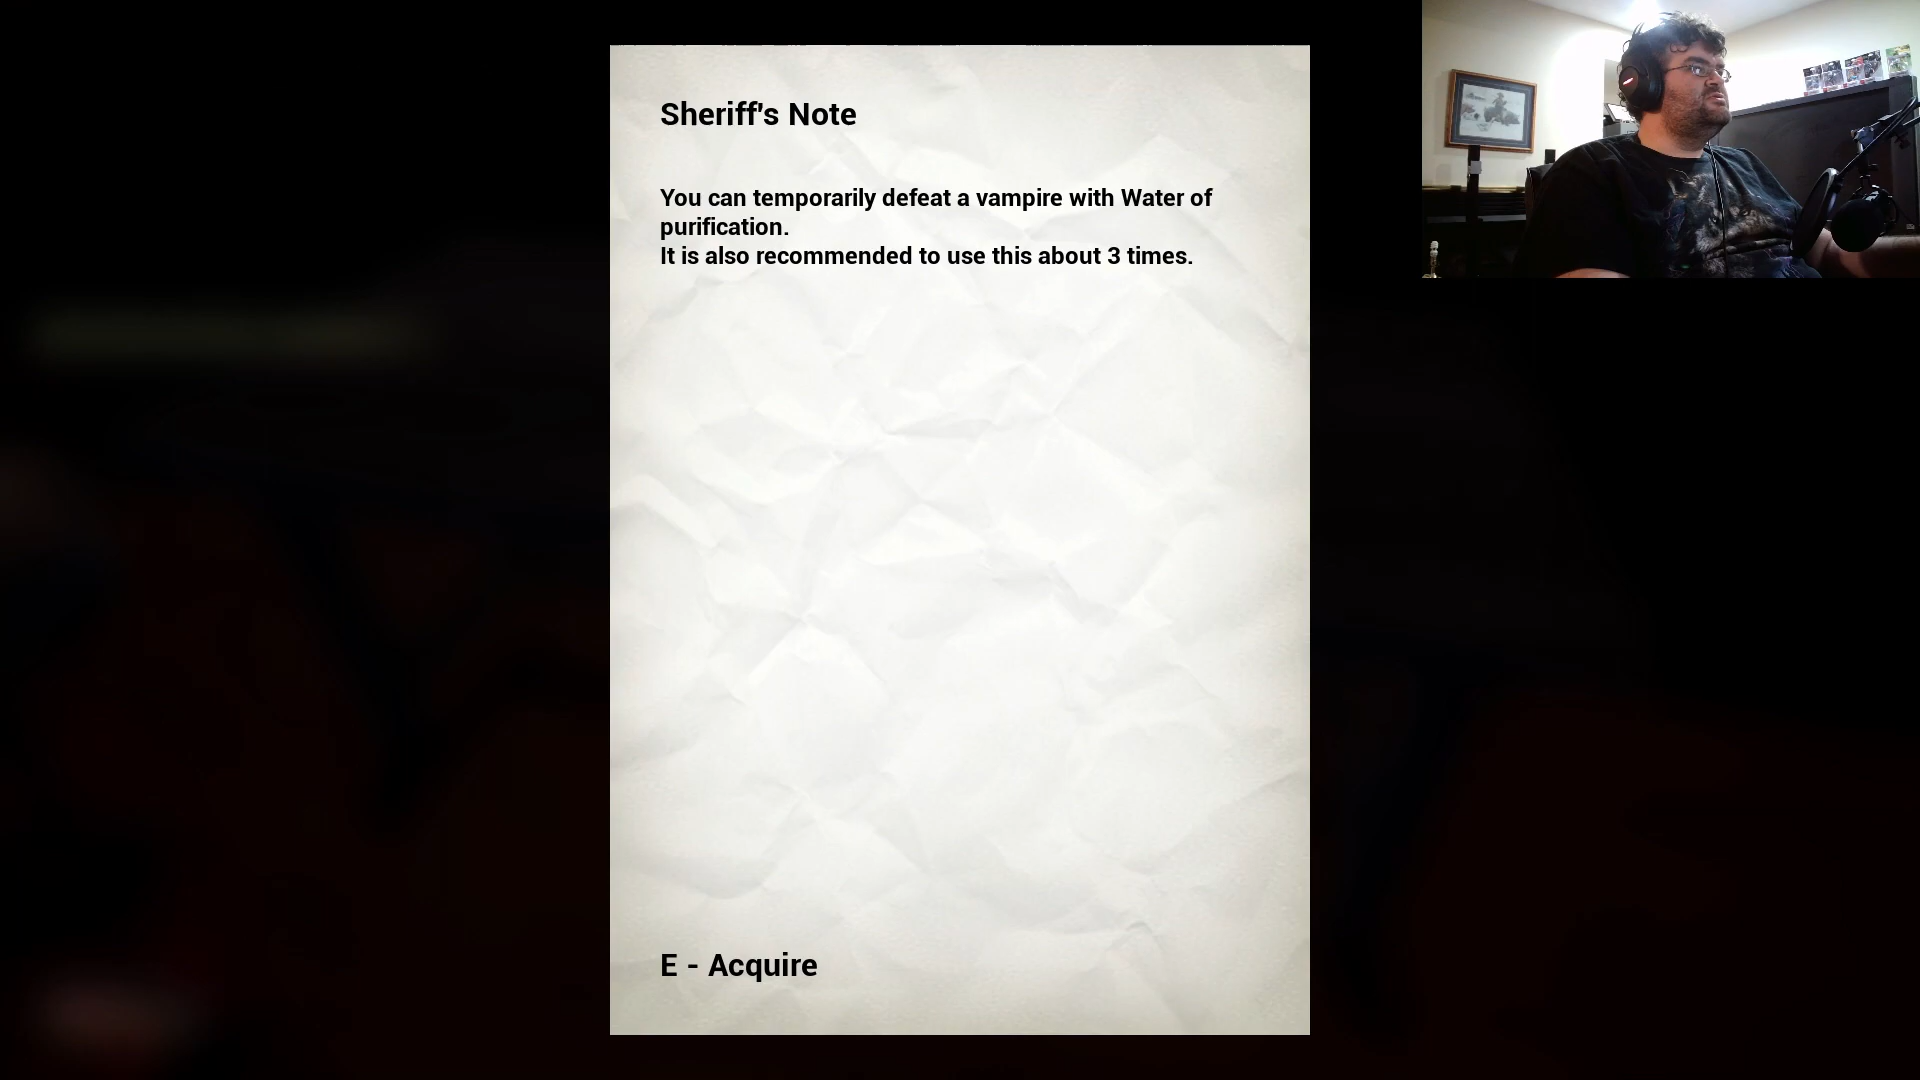 Sheriff's Note
You can temporarily defeat a vampire with Water of
purification.
It is also recommended to use this about 3 times.
E - Acquire